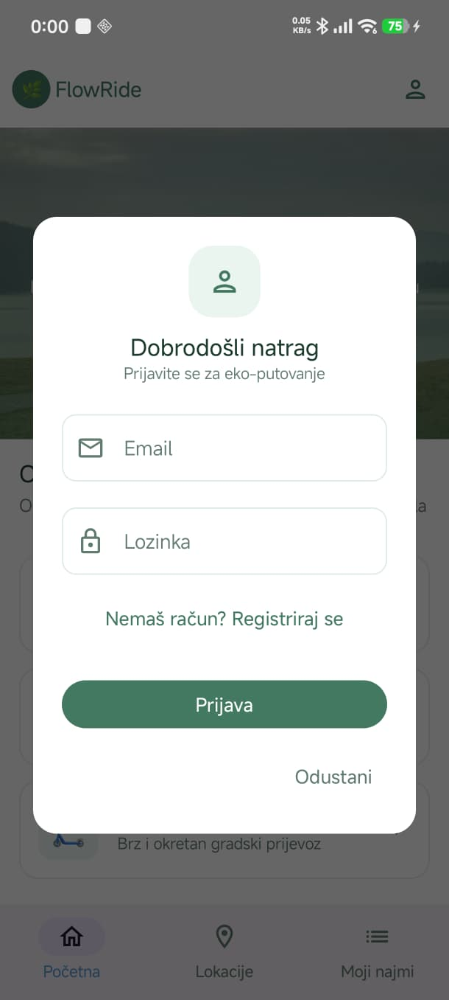 0:00
0.05
KB/s
6
75
FlowRide
Dobrodošli natrag
Prijavite se za eko-putovanje
Email
Lozinka
Nemaš račun? Registriraj se
Prijava
Odustani
Brz i okretan gradski prijevoz
Početna
Lokacije
Moji najmi